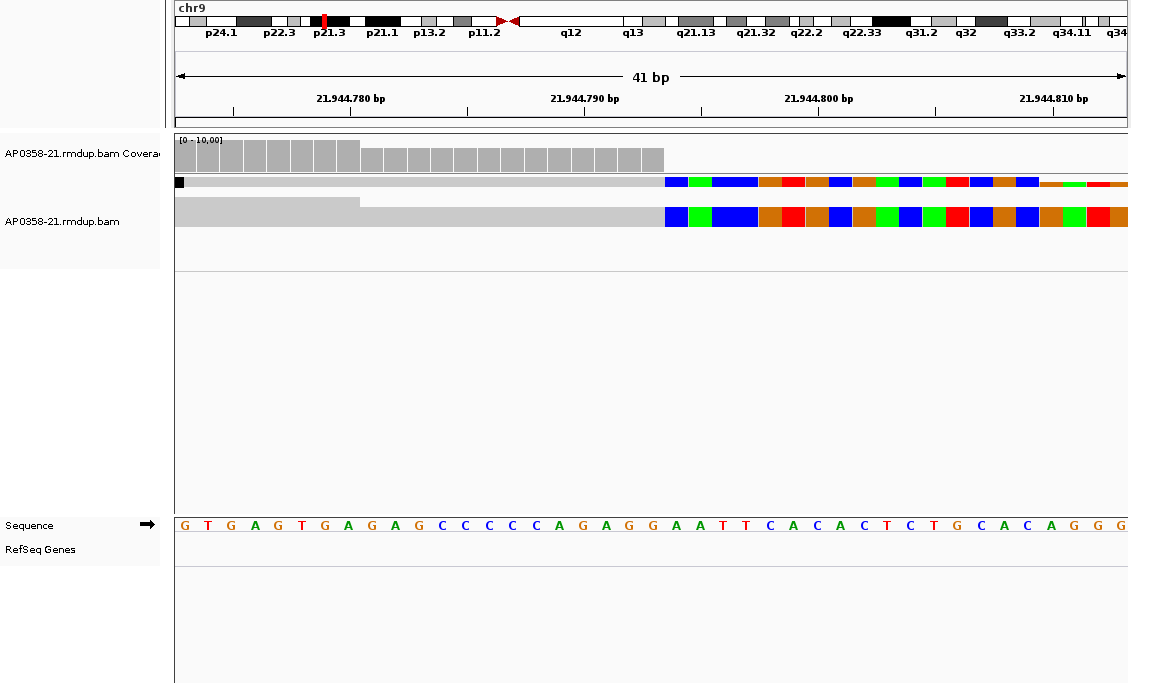 chr9
p24.1 p22.3 p21.3 p21.1 p13.2 p11.2 q12 q13 q21.13 q21.32 q22.2 q22.33 q31.2 q32 q33.2 q34.11 q34
41 bp
21.944.780 bp 21.944.790 bp 21.944.800 bp 21.944.810 bp
[0 - 10,00]
AP0358-21.rmdup.bam Covera
AP0358-21.rmdup.bam
Sequence G T G A G T G A G A G C C C C C A G A G G A A T T C A C A C T C T G C A C A G G G
RefSeq Genes